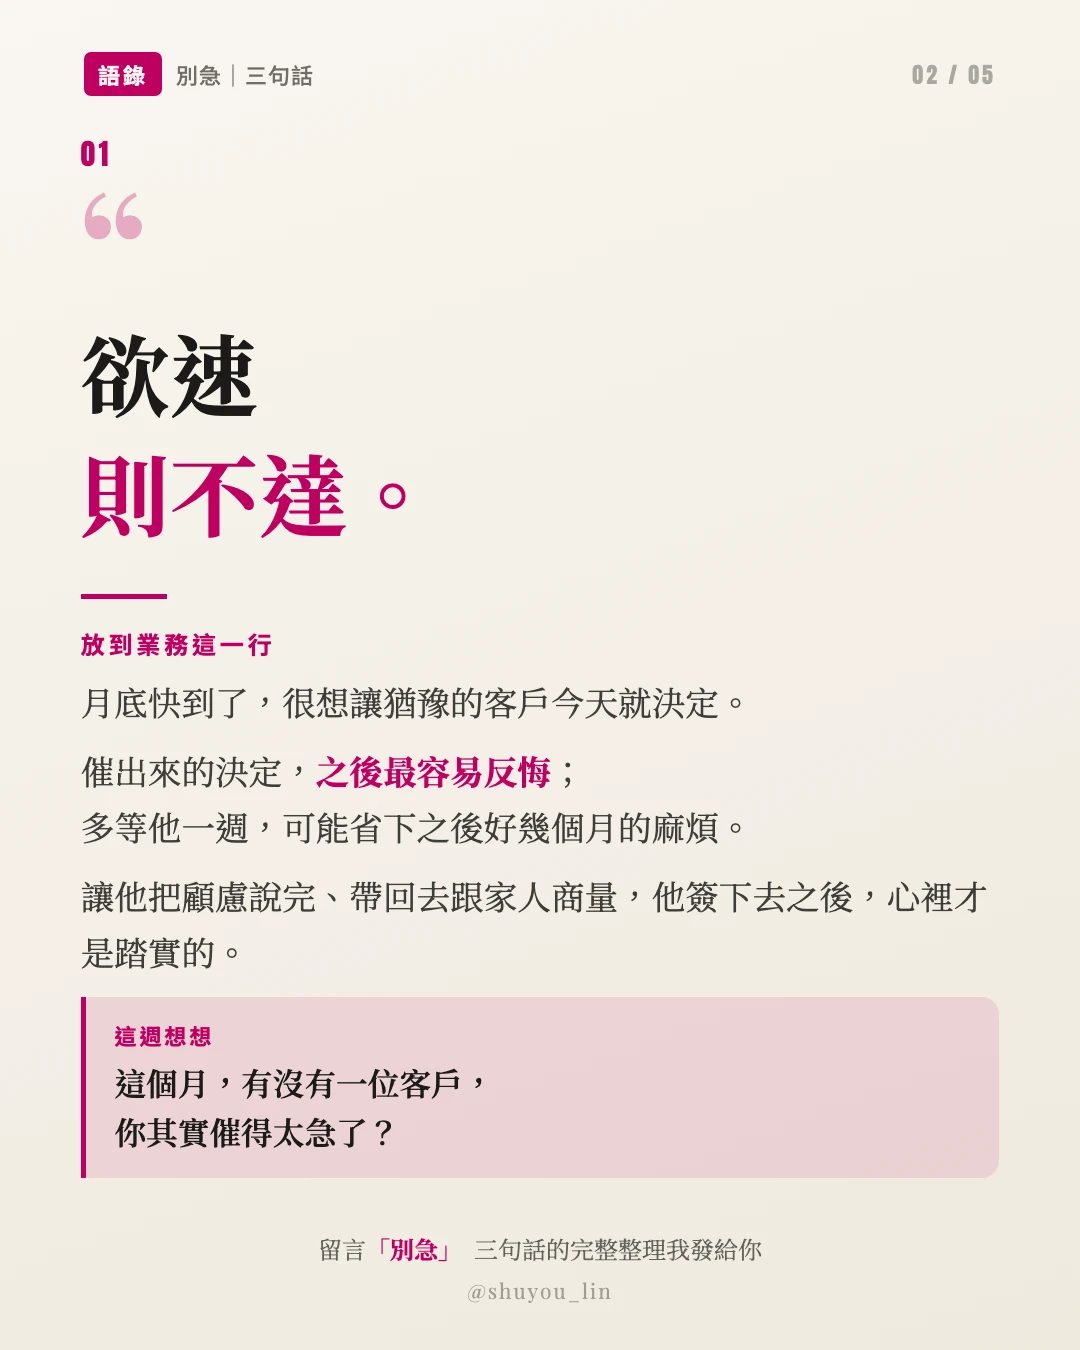 語錄 別急｜三句話
02 / 05
01
“
欲速
則不達。
放到業務這一行
月底快到了，很想讓猶豫的客戶今天就決定。
催出來的決定，之後最容易反悔；
多等他一週，可能省下之後好幾個月的麻煩。
讓他把顧慮說完、帶回去跟家人商量，他簽下去之後，心裡才
是踏實的。
這週想想
這個月，有沒有一位客戶，
你其實催得太急了？
留言「別急」 三句話的完整整理我發給你
@shuyou_lin